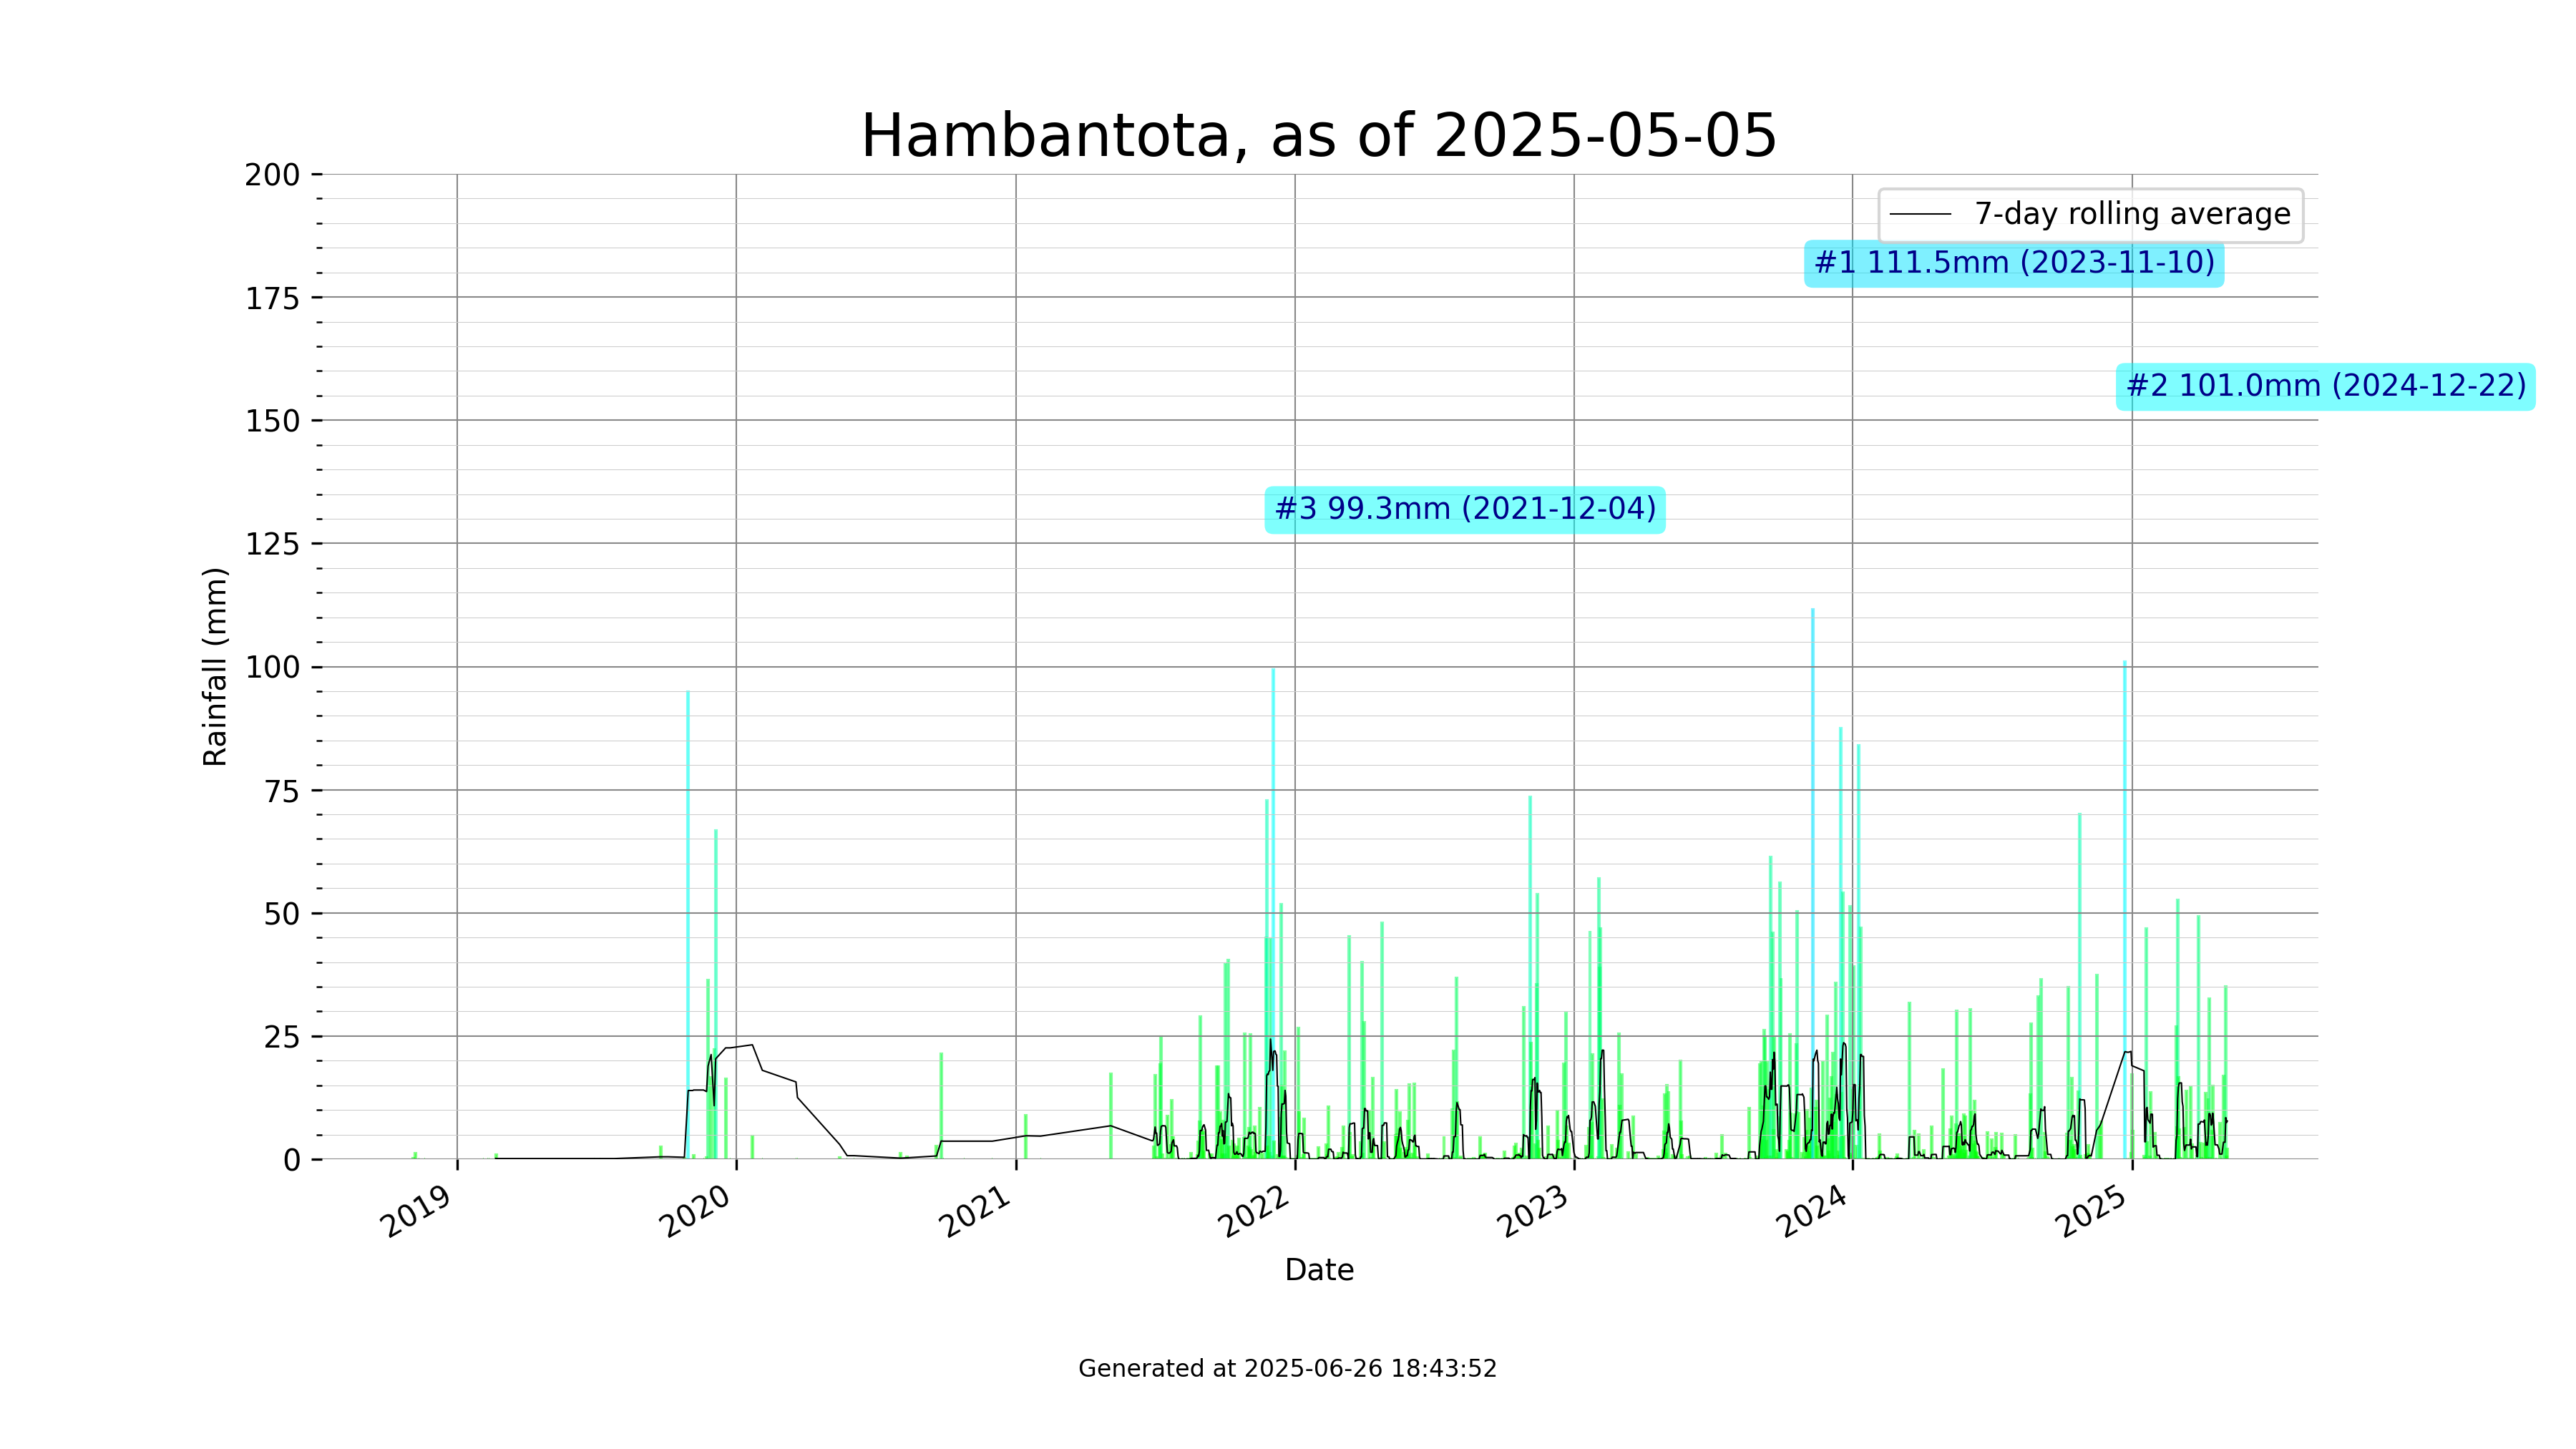 Hambantota, as of 2025-05-05
200
175
150
125
100
75
50
25
0
Rainfall (mm)
7-day rolling average
#1 111.5mm (2023-11-10)
#2 101.0mm (2024-12-22)
#3 99.3mm (2021-12-04)
2019
2020
2021
2022
2023
2024
2025
Date
Generated at 2025-06-26 18:43:52